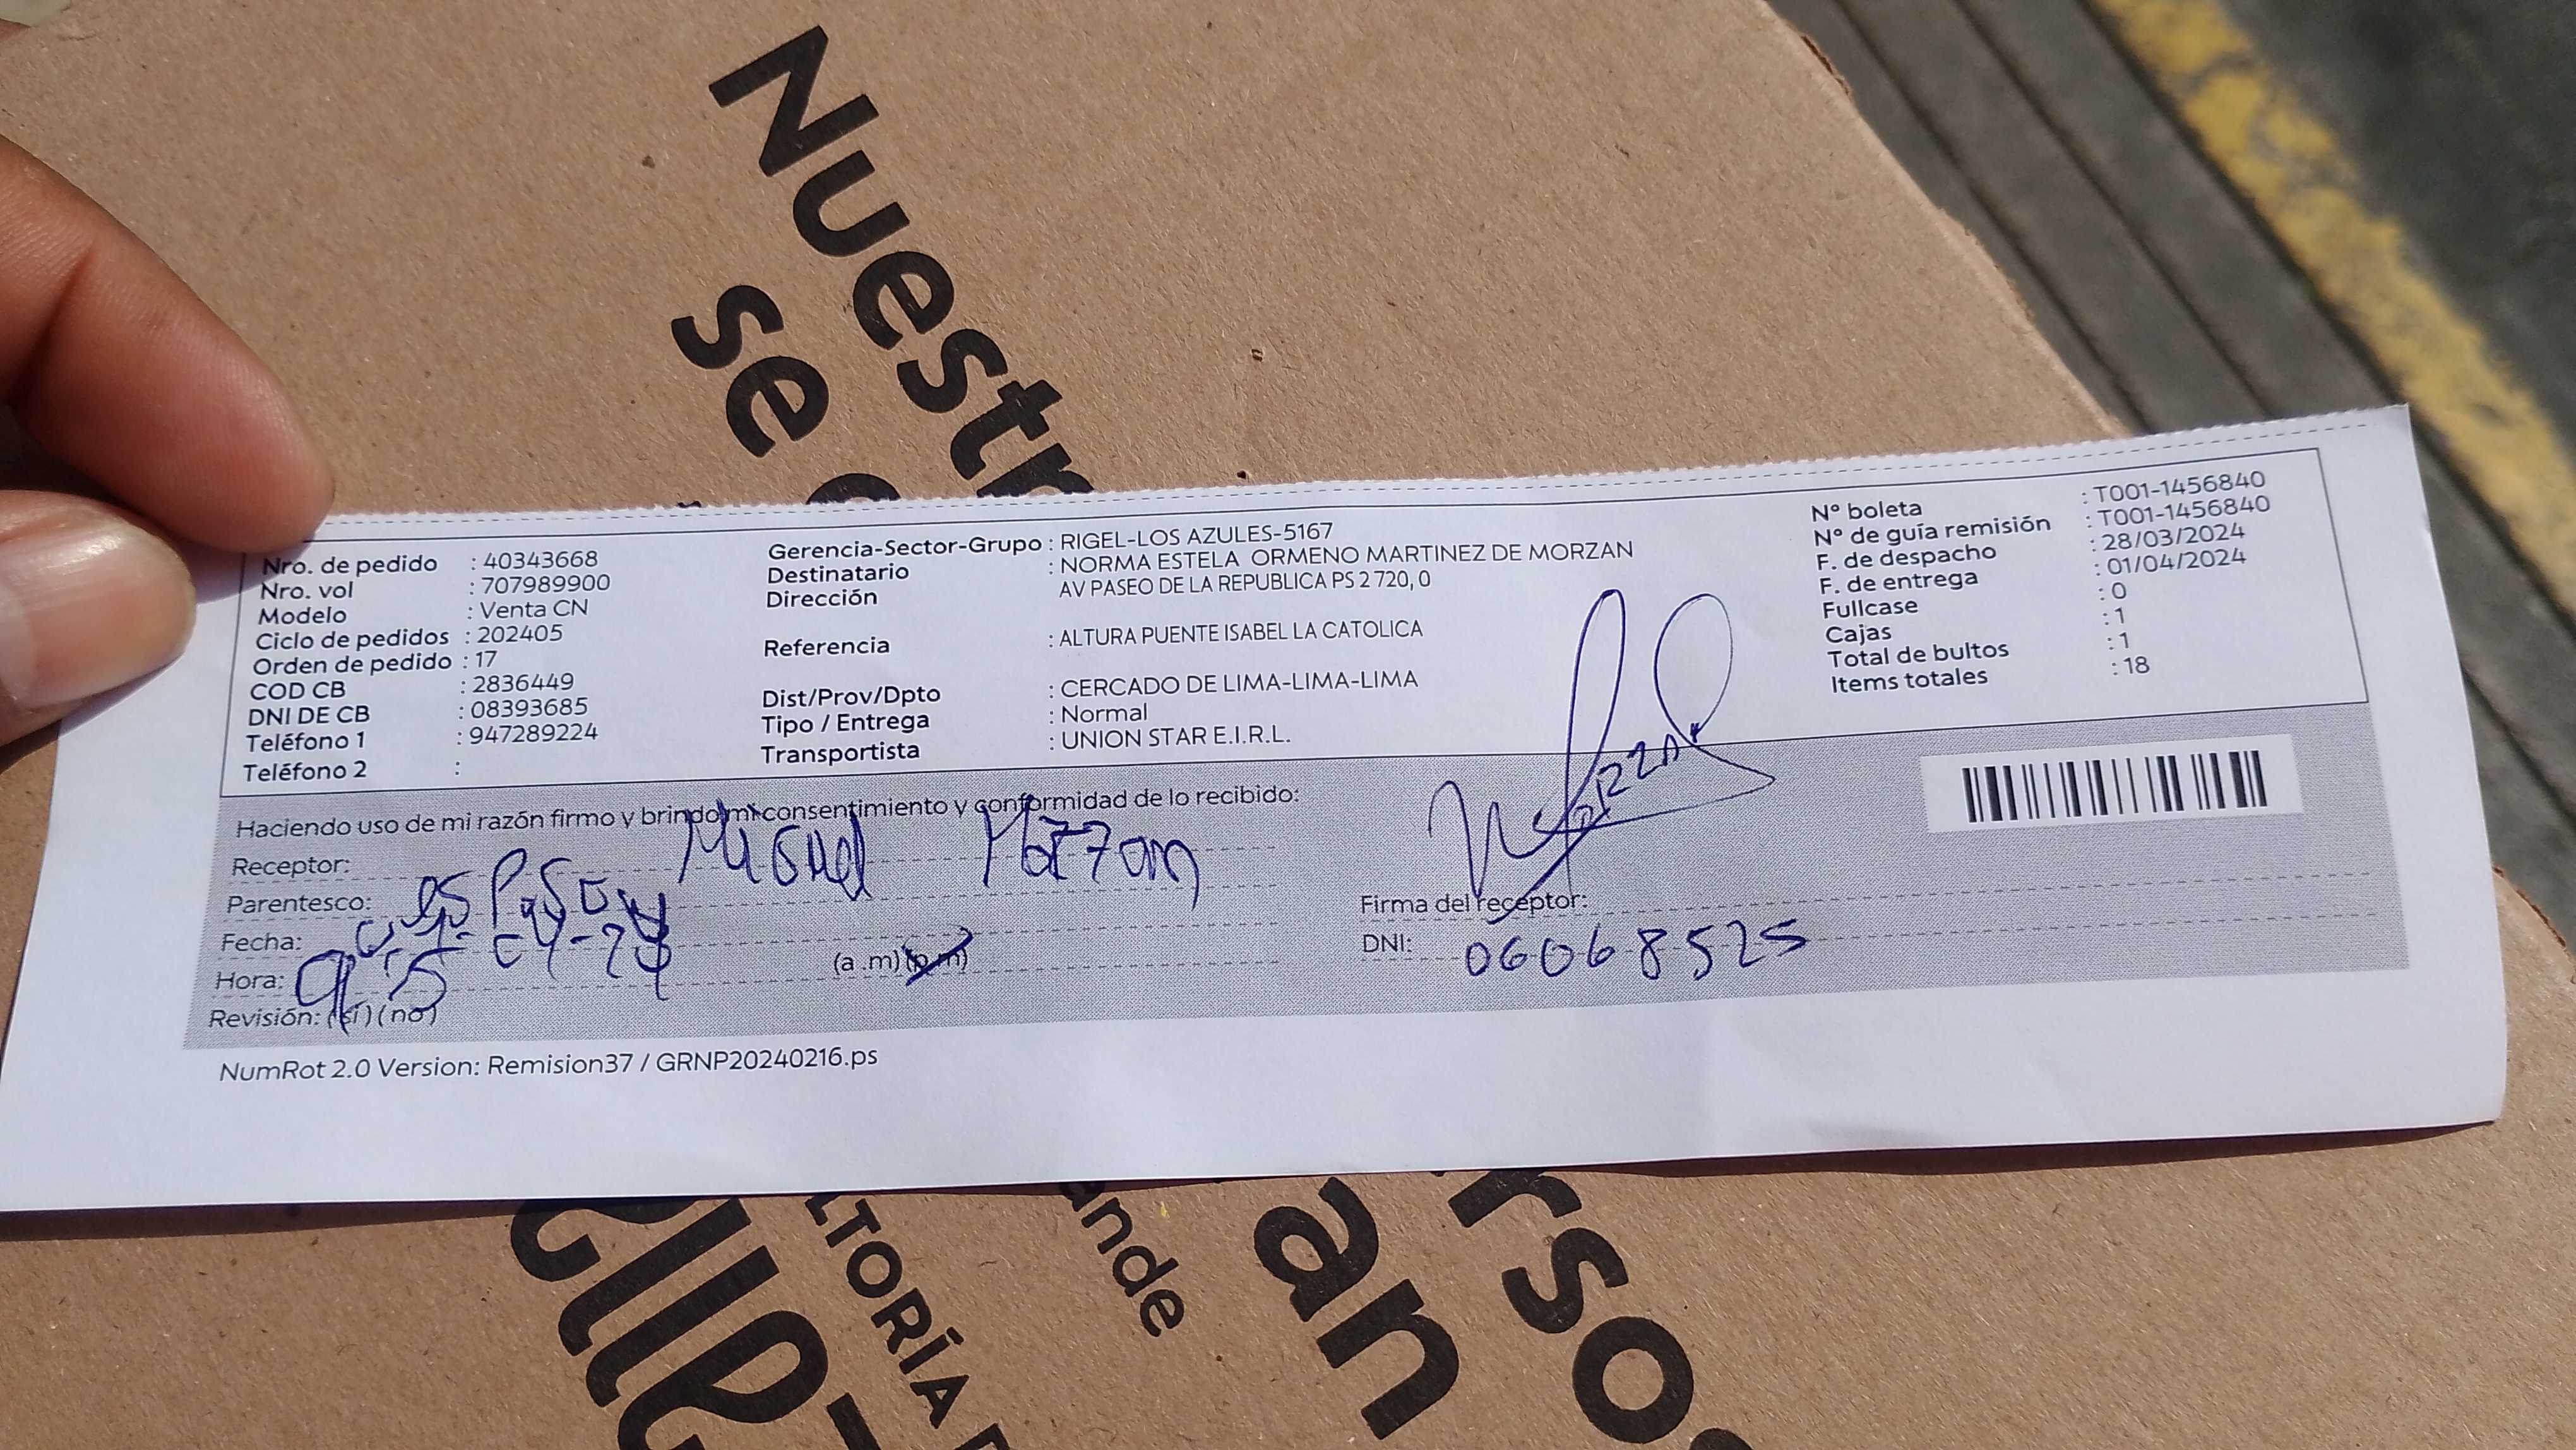 Nuestr
se
Nro. de pedido : 40343668
Nro. vol : 707989900
Modelo : Venta CN
Ciclo de pedidos : 202405
Orden de pedido : 17
COD CB : 2836449
DNI DE CB : 08393685
Teléfono 1 : 947289224
Teléfono 2 :
Gerencia-Sector-Grupo : RIGEL-LOS AZULES-5167
Destinatario : NORMA ESTELA ORMENO MARTINEZ DE MORZAN
Dirección AV PASEO DE LA REPUBLICA PS 2 720, 0
Referencia : ALTURA PUENTE ISABEL LA CATOLICA
Dist/Prov/Dpto : CERCADO DE LIMA-LIMA-LIMA
Tipo / Entrega : Normal
Transportista : UNION STAR E.I.R.L.
N° boleta : T001-1456840
N° de guía remisión : T001-1456840
F. de despacho : 28/03/2024
F. de entrega : 01/04/2024
Fullcase : 0
Cajas : 1
Total de bultos : 1
Items totales : 18
Haciendo uso de mi razón firmo y brindo mi consentimiento y conformidad de lo recibido:
Receptor: Morzan
Parentesco:
Fecha:
Hora: (a .m) (p.m)
Revisión: (si) (no)
Firma del receptor:
DNI: 06068525
NumRot 2.0 Version: Remision37 / GRNP20240216.ps
LTORÍA
ande
an
rso